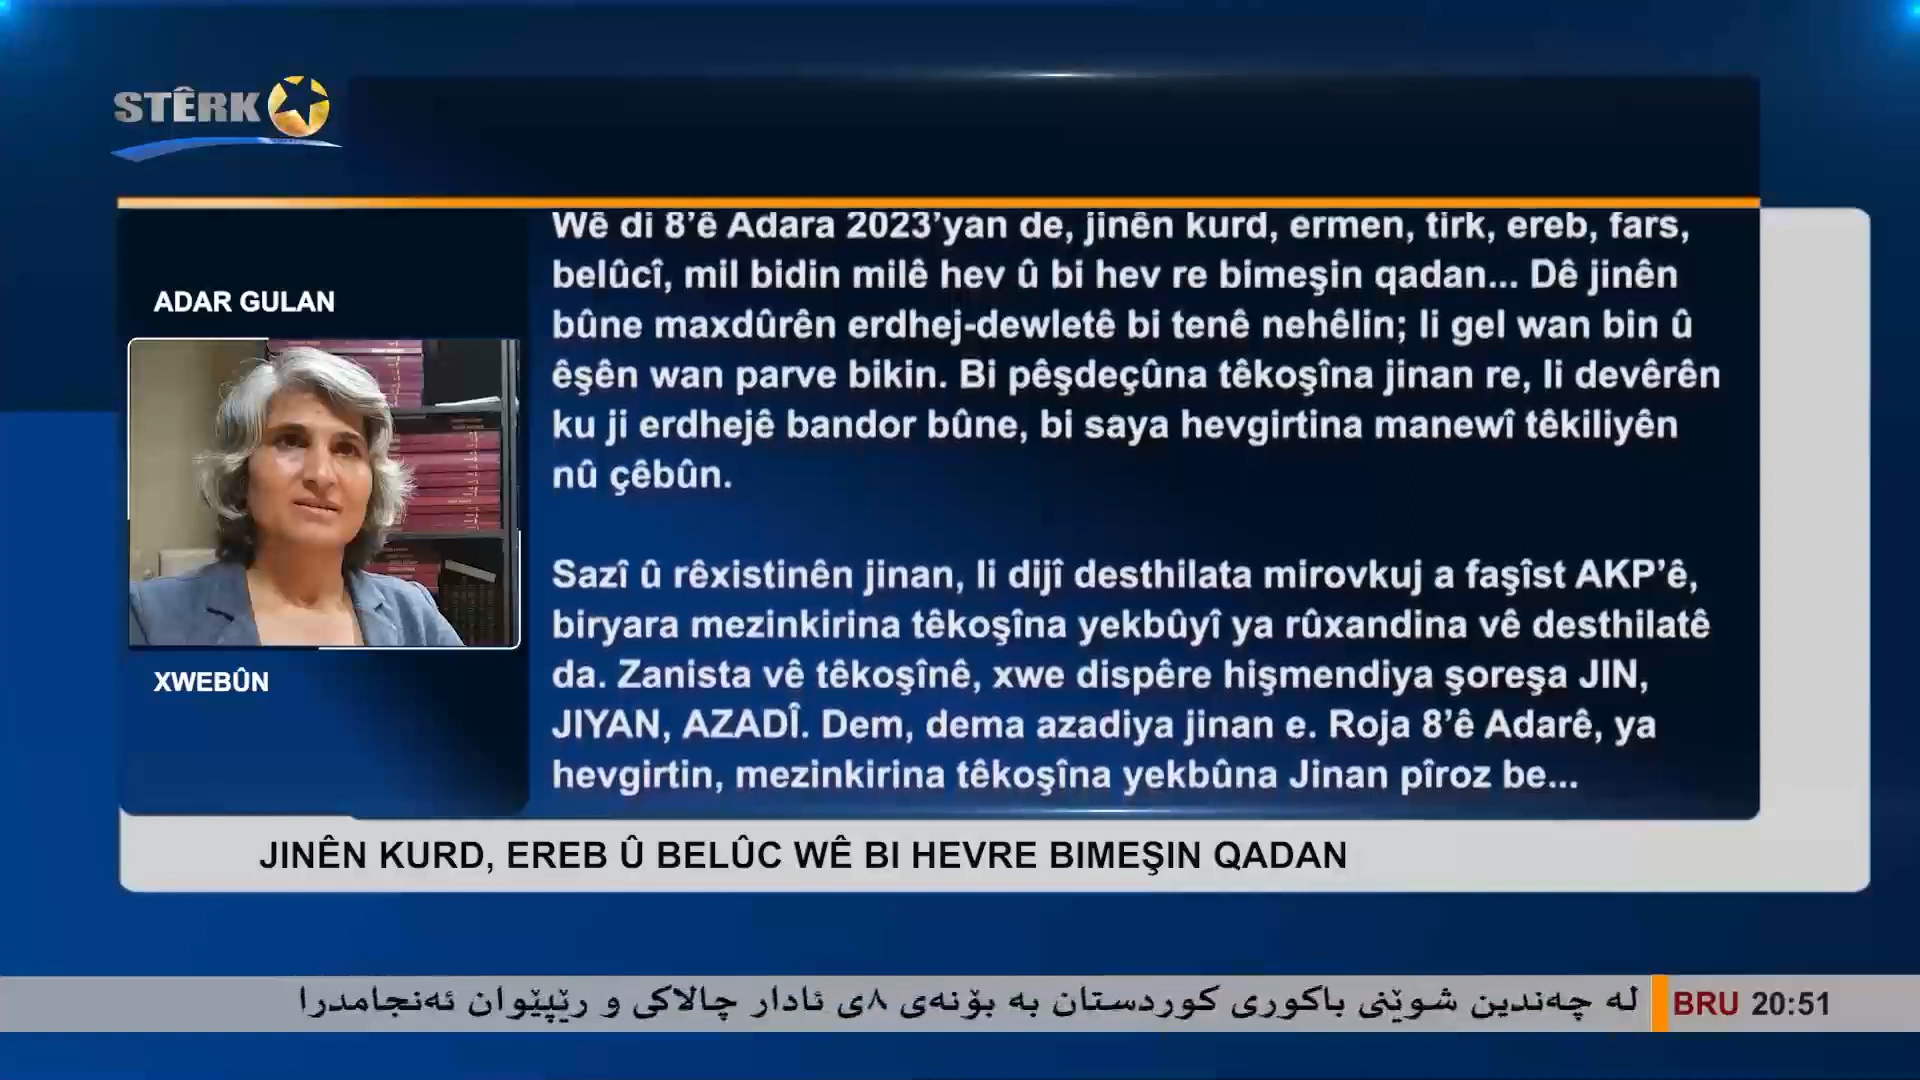 STÊRK
Wê di 8’ê Adara 2023’yan de, jinên kurd, ermen, tirk, ereb, fars,
belûcî, mil bidin milê hev û bi hev re bimeşin qadan... Dê jinên
bûne maxdûrên erdhej-dewletê bi tenê nehêlin; li gel wan bin û
êşên wan parve bikin. Bi pêşdeçûna têkoşîna jinan re, li devêrên
ku ji erdhejê bandor bûne, bi saya hevgirtina manewî têkiliyên
nû çêbûn.
Sazî û rêxistinên jinan, li dijî desthilata mirovkuj a faşîst AKP’ê,
biryara mezinkirina têkoşîna yekbûyî ya rûxandina vê desthilatê
da. Zanista vê têkoşînê, xwe dispêre hişmendiya şoreşa JIN,
JIYAN, AZADÎ. Dem, dema azadiya jinan e. Roja 8’ê Adarê, ya
hevgirtin, mezinkirina têkoşîna yekbûna Jinan pîroz be...
ADAR GULAN
XWEBÛN
JINÊN KURD, EREB Û BELÛC WÊ BI HEVRE BIMEŞIN QADAN
لە چەندین شوێنی باکوری کوردستان بە بۆنەی ٨ی ئادار چالاکی و رێپێوان ئەنجامدرا
BRU 20:51